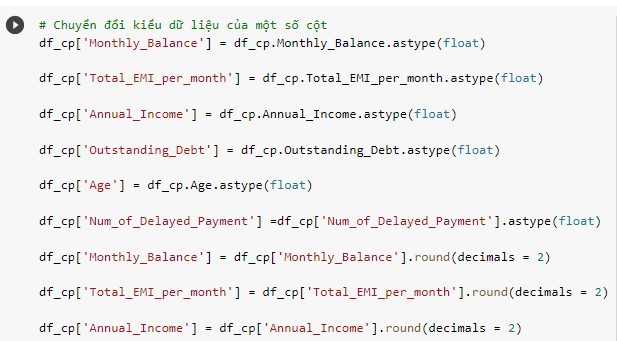 # Chuyển đổi kiểu dữ liệu của một số cột
df_cp['Monthly_Balance'] = df_cp.Monthly_Balance.astype(float)
df_cp['Total_EMI_per_month'] = df_cp.Total_EMI_per_month.astype(float)
df_cp['Annual_Income'] = df_cp.Annual_Income.astype(float)
df_cp['Outstanding_Debt'] = df_cp.Outstanding_Debt.astype(float)
df_cp['Age'] = df_cp.Age.astype(float)
df_cp['Num_of_Delayed_Payment'] =df_cp['Num_of_Delayed_Payment'].astype(float)
df_cp['Monthly_Balance'] = df_cp['Monthly_Balance'].round(decimals = 2)
df_cp['Total_EMI_per_month'] = df_cp['Total_EMI_per_month'].round(decimals = 2)
df_cp['Annual_Income'] = df_cp['Annual_Income'].round(decimals = 2)